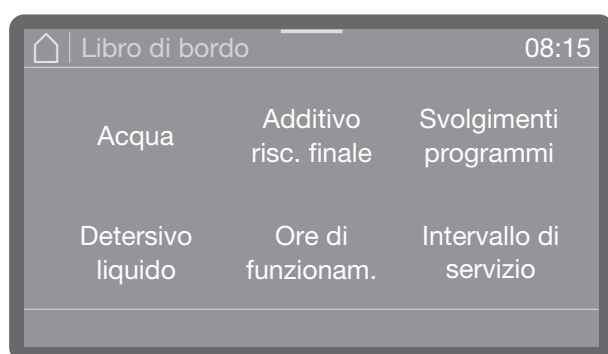 Libro di bordo 08:15
Acqua
Additivo
risc. finale
Svolgimenti
programmi
Detersivo
liquido
Ore di
funzionam.
Intervallo di
servizio